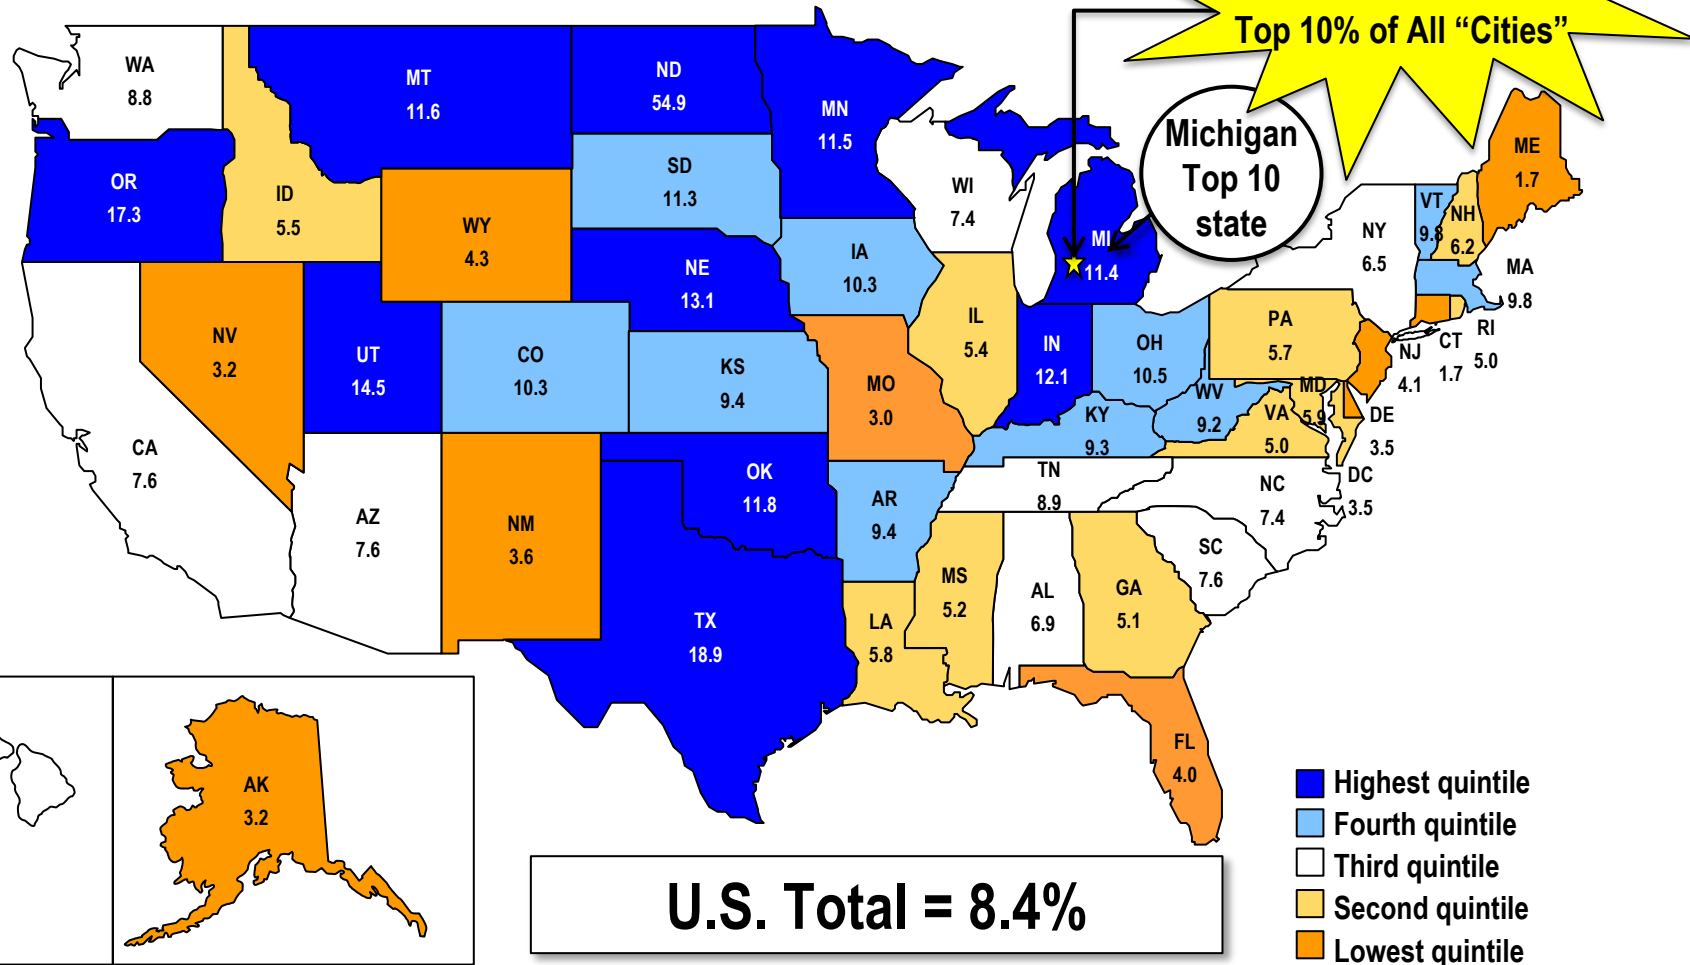 Top 10% of All “Cities”
Michigan
Top 10
state
WA
8.8
MT
11.6
ND
54.9
MN
11.5
OR
17.3
ID
5.5
SD
11.3
WI
7.4
ME
1.7
VT
9.8
NH
6.2
WY
4.3
NE
13.1
IA
10.3
MI
11.4
NY
6.5
MA
9.8
NV
3.2
UT
14.5
CO
10.3
KS
9.4
IL
5.4
IN
12.1
OH
10.5
PA
5.7
RI
5.0
CT
1.7
NJ
4.1
MO
3.0
KY
9.3
WV
9.2
VA
5.0
MD
5.9
DE
3.5
DC
3.5
CA
7.6
AZ
7.6
NM
3.6
OK
11.8
AR
9.4
TN
8.9
NC
7.4
SC
7.6
TX
18.9
LA
5.8
MS
5.2
AL
6.9
GA
5.1
FL
4.0
AK
3.2
U.S. Total = 8.4%
Highest quintile
Fourth quintile
Third quintile
Second quintile
Lowest quintile